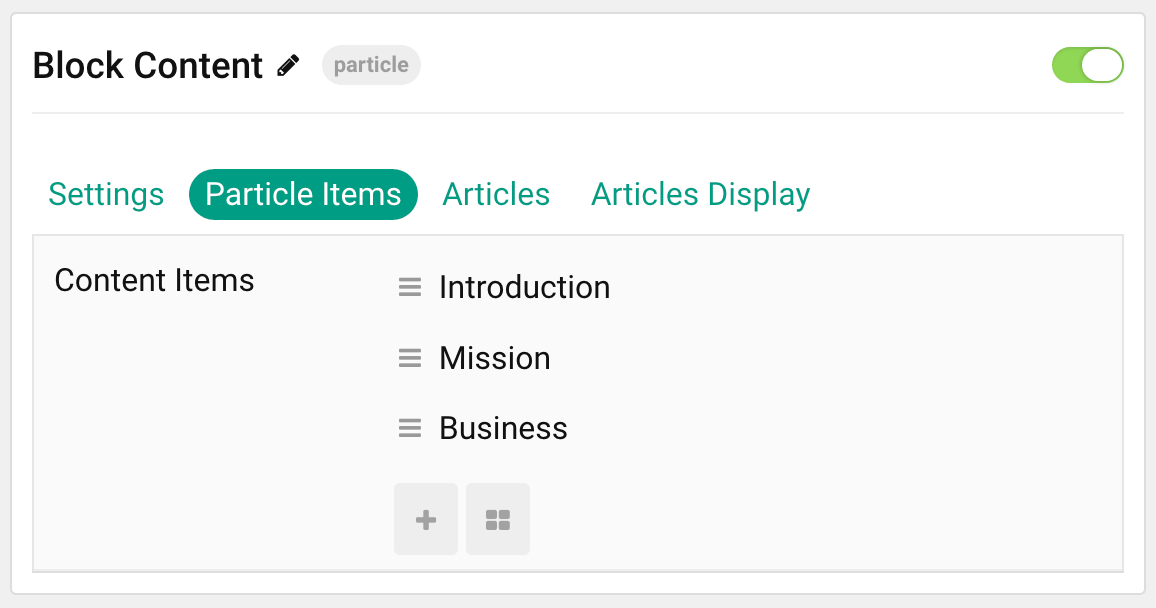 Block Content particle
Settings Particle Items Articles Articles Display
Content Items
Introduction
Mission
Business